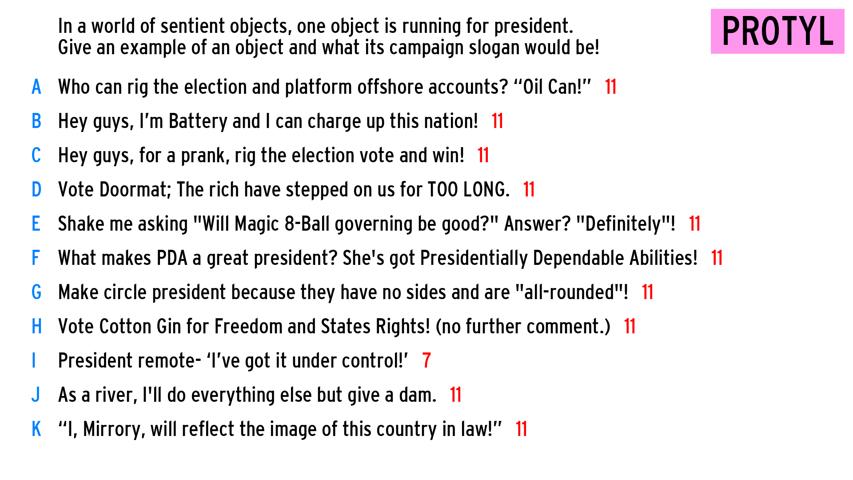 In a world of sentient objects, one object is running for president.
Give an example of an object and what its campaign slogan would be!
PROTYL
A Who can rig the election and platform offshore accounts? “Oil Can!” 11
B Hey guys, I’m Battery and I can charge up this nation! 11
C Hey guys, for a prank, rig the election vote and win! 11
D Vote Doormat; The rich have stepped on us for TOO LONG. 11
E Shake me asking "Will Magic 8-Ball governing be good?" Answer? "Definitely"! 11
F What makes PDA a great president? She's got Presidentially Dependable Abilities! 11
G Make circle president because they have no sides and are "all-rounded"! 11
H Vote Cotton Gin for Freedom and States Rights! (no further comment.) 11
I President remote- ‘I’ve got it under control!’ 7
J As a river, I'll do everything else but give a dam. 11
K “I, Mirrory, will reflect the image of this country in law!” 11